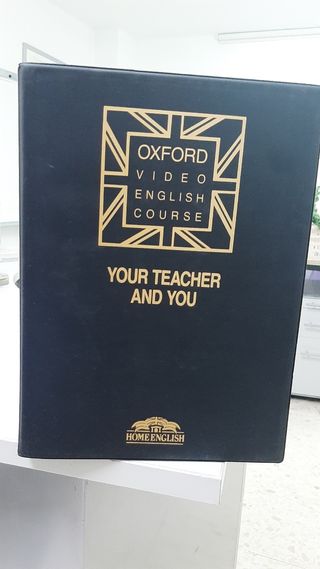 OXFORD
VIDEO
ENGLISH
COURSE
YOUR TEACHER
AND YOU
HOME ENGLISH